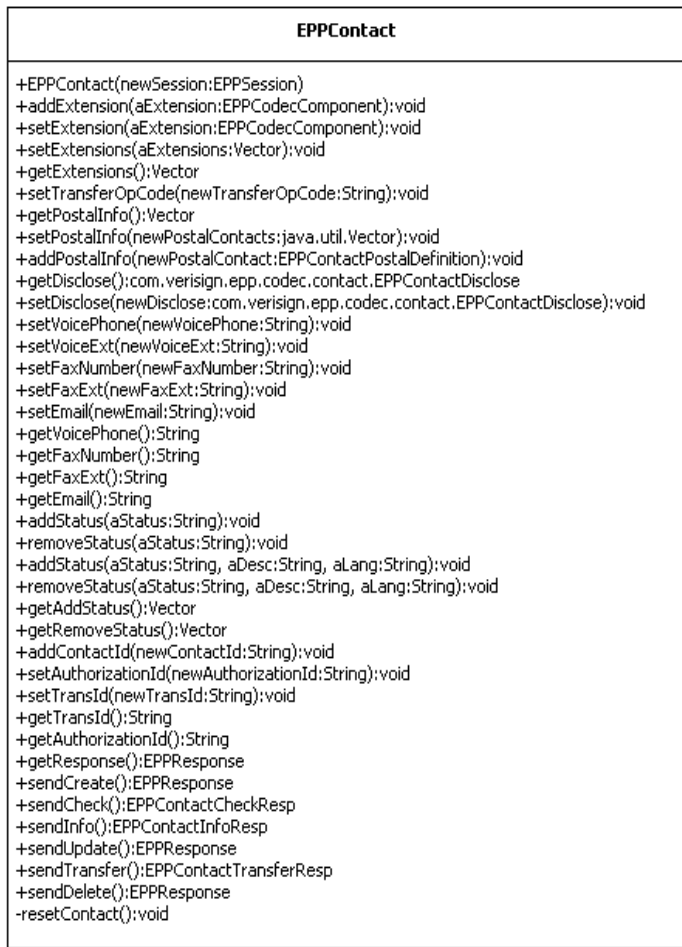 EPPContact
+EPPContact(newSession:EPPSession)
+addExtension(aExtension:EPPCodecComponent):void
+setExtension(aExtension:EPPCodecComponent):void
+setExtensions(aExtensions:Vector):void
+getExtensions():Vector
+setTransferOpCode(newTransferOpCode:String):void
+getPostalInfo():Vector
+setPostalInfo(newPostalContacts:java.util.Vector):void
+addPostalInfo(newPostalContact:EPPContactPostalDefinition):void
+getDisclose():com.verisign.epp.codec.contact.EPPContactDisclose
+setDisclose(newDisclose:com.verisign.epp.codec.contact.EPPContactDisclose):void
+setVoicePhone(newVoicePhone:String):void
+setVoiceExt(newVoiceExt:String):void
+setFaxNumber(newFaxNumber:String):void
+setFaxExt(newFaxExt:String):void
+setEmail(newEmail:String):void
+getVoicePhone():String
+getFaxNumber():String
+getFaxExt():String
+getEmail():String
+addStatus(aStatus:String):void
+removeStatus(aStatus:String):void
+addStatus(aStatus:String, aDesc:String, aLang:String):void
+removeStatus(aStatus:String, aDesc:String, aLang:String):void
+getAddStatus():Vector
+getRemoveStatus():Vector
+addContactId(newContactId:String):void
+setAuthorizationId(newAuthorizationId:String):void
+setTransId(newTransId:String):void
+getTransId():String
+getAuthorizationId():String
+getResponse():EPPResponse
+sendCreate():EPPResponse
+sendCheck():EPPContactCheckResp
+sendInfo():EPPContactInfoResp
+sendUpdate():EPPResponse
+sendTransfer():EPPContactTransferResp
+sendDelete():EPPResponse
-resetContact():void